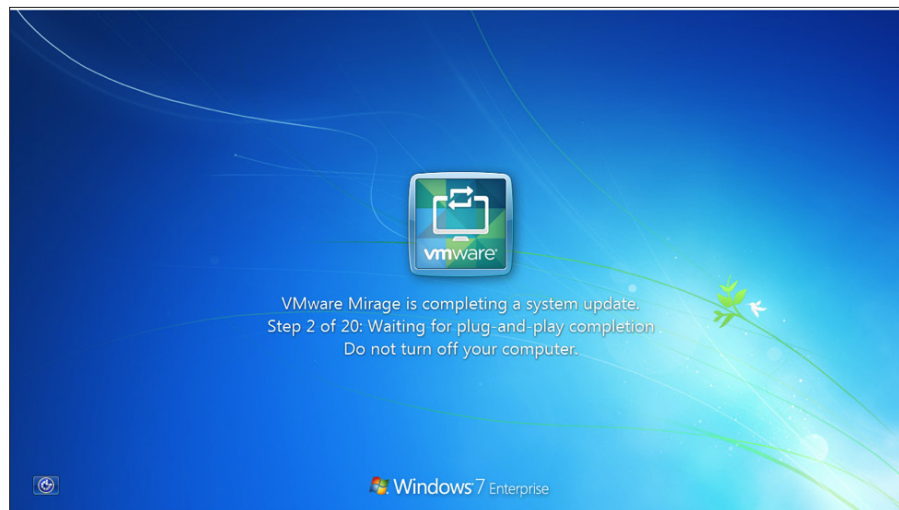 vmware
VMware Mirage is completing a system update.
Step 2 of 20: Waiting for plug-and-play completion
Do not turn off your computer.
Windows 7 Enterprise